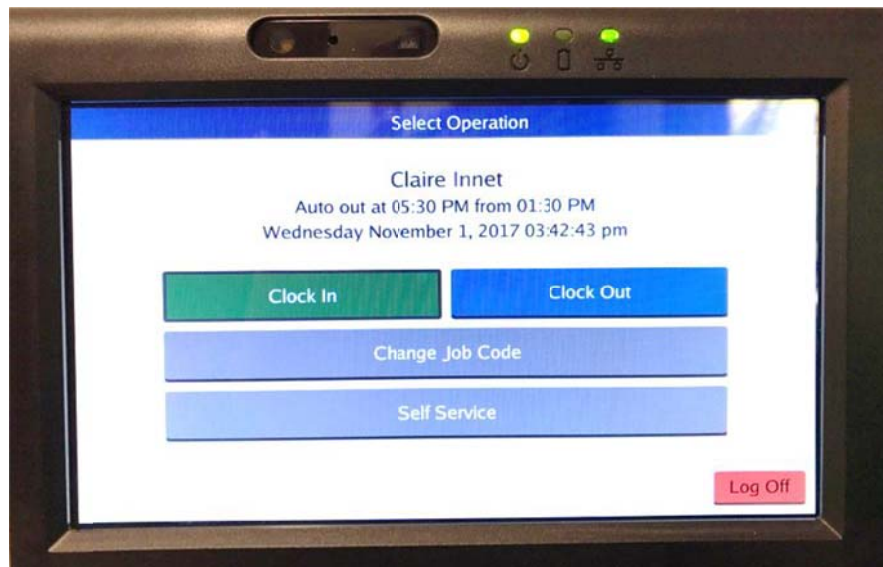 Select Operation
Claire Innet
Auto out at 05:30 PM from 01:30 PM
Wednesday November 1, 2017 03:42:43 pm
Clock In
Clock Out
Change Job Code
Self Service
Log Off